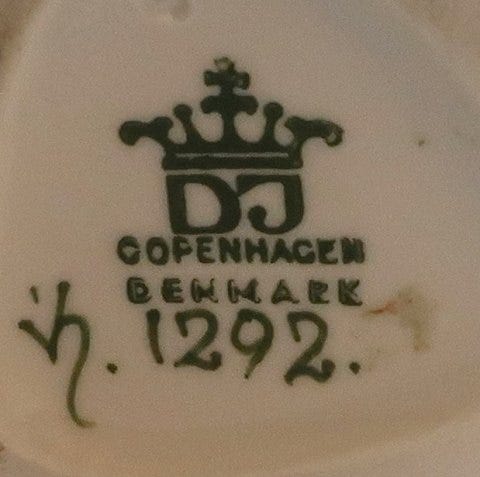 DJ
COPENHAGEN
DENMARK
. 1292.